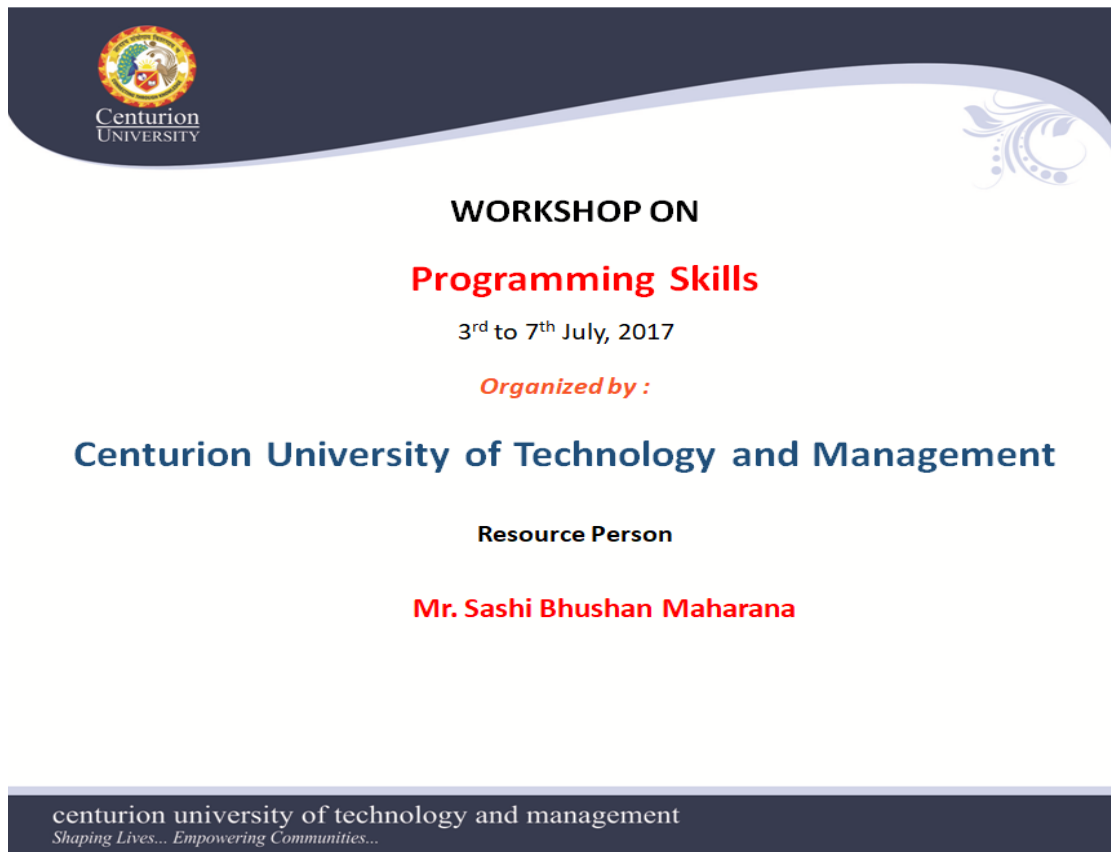 Centurion
UNIVERSITY
WORKSHOP ON
Programming Skills
3rd to 7th July, 2017
Organized by :
Centurion University of Technology and Management
Resource Person
Mr. Sashi Bhushan Maharana
centurion university of technology and management
Shaping Lives... Empowering Communities...